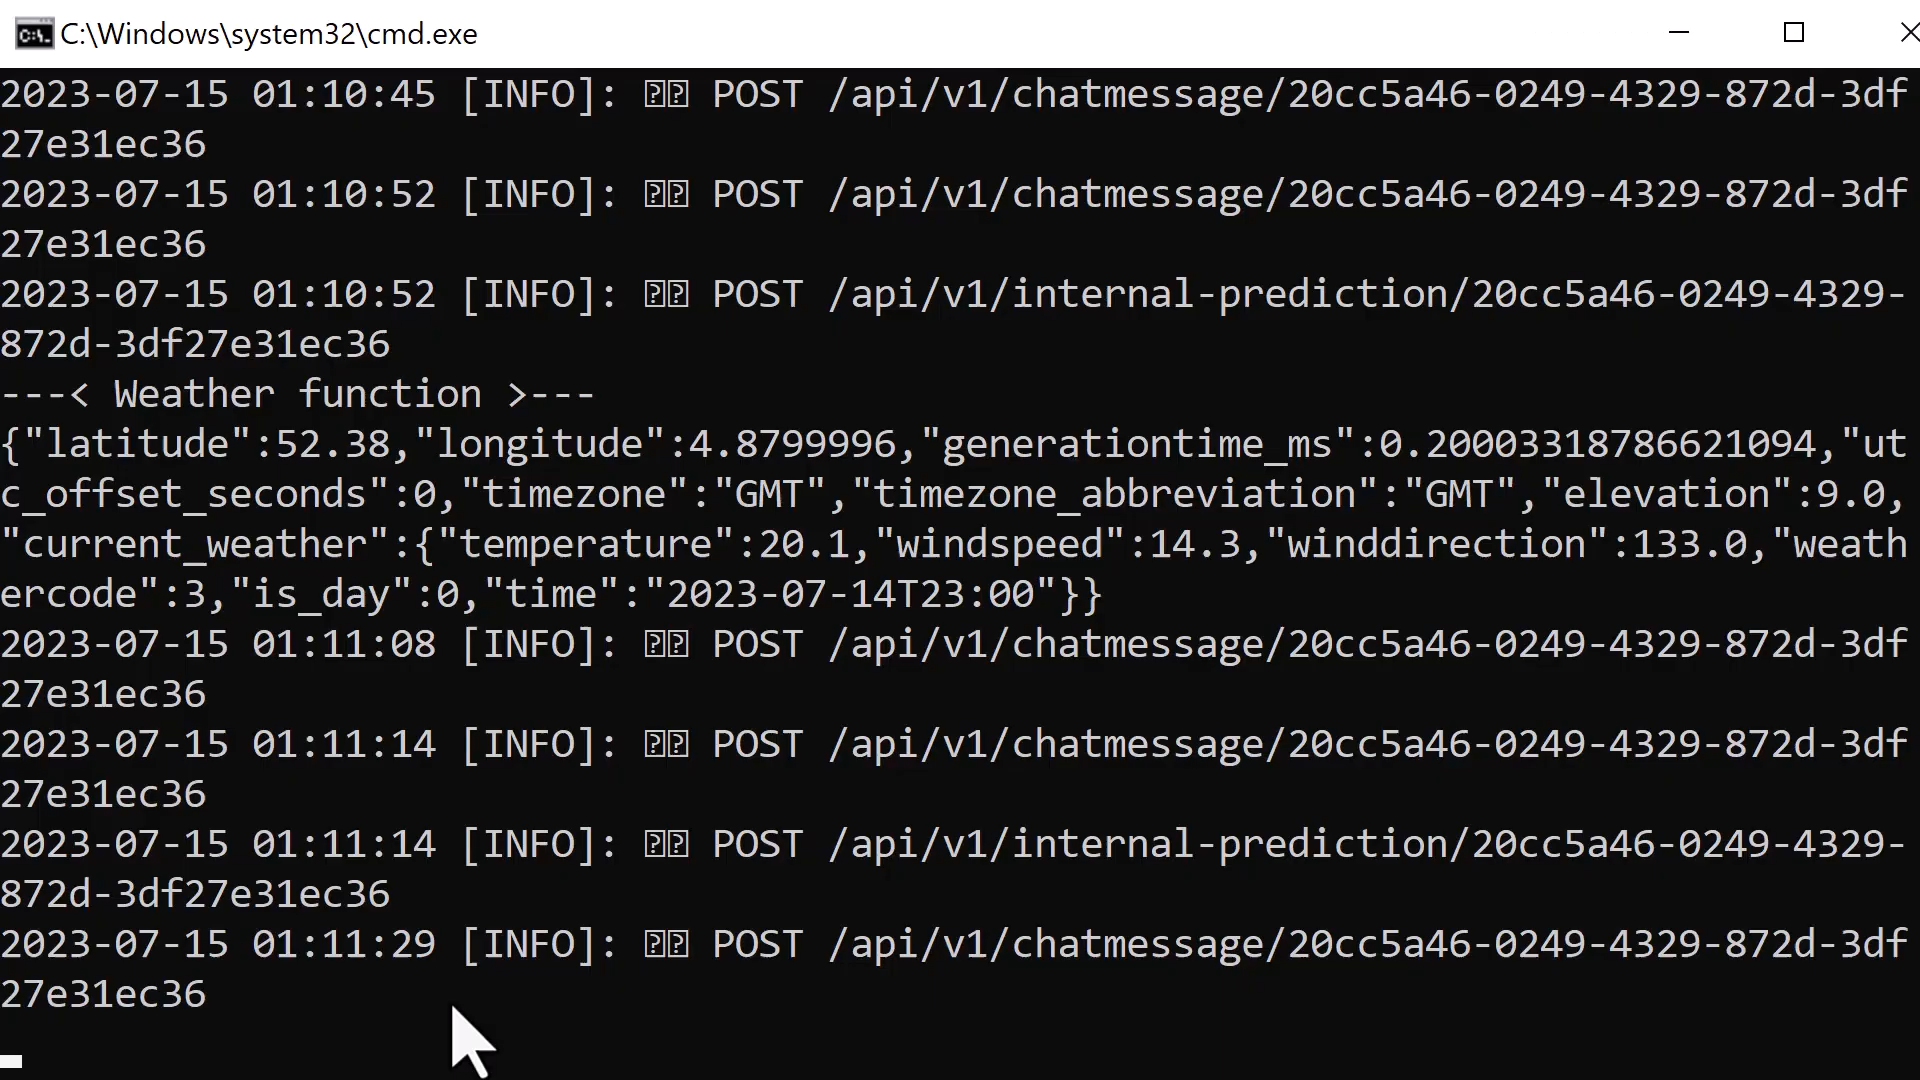 C:\Windows\system32\cmd.exe
2023-07-15 01:10:45 [INFO]: ⍰⍰ POST /api/v1/chatmessage/20cc5a46-0249-4329-872d-3df
27e31ec36
2023-07-15 01:10:52 [INFO]: ⍰⍰ POST /api/v1/chatmessage/20cc5a46-0249-4329-872d-3df
27e31ec36
2023-07-15 01:10:52 [INFO]: ⍰⍰ POST /api/v1/internal-prediction/20cc5a46-0249-4329-
872d-3df27e31ec36
---< Weather function >---
{"latitude":52.38,"longitude":4.8799996,"generationtime_ms":0.20003318786621094,"ut
c_offset_seconds":0,"timezone":"GMT","timezone_abbreviation":"GMT","elevation":9.0,
"current_weather":{"temperature":20.1,"windspeed":14.3,"winddirection":133.0,"weath
ercode":3,"is_day":0,"time":"2023-07-14T23:00"}}
2023-07-15 01:11:08 [INFO]: ⍰⍰ POST /api/v1/chatmessage/20cc5a46-0249-4329-872d-3df
27e31ec36
2023-07-15 01:11:14 [INFO]: ⍰⍰ POST /api/v1/chatmessage/20cc5a46-0249-4329-872d-3df
27e31ec36
2023-07-15 01:11:14 [INFO]: ⍰⍰ POST /api/v1/internal-prediction/20cc5a46-0249-4329-
872d-3df27e31ec36
2023-07-15 01:11:29 [INFO]: ⍰⍰ POST /api/v1/chatmessage/20cc5a46-0249-4329-872d-3df
27e31ec36